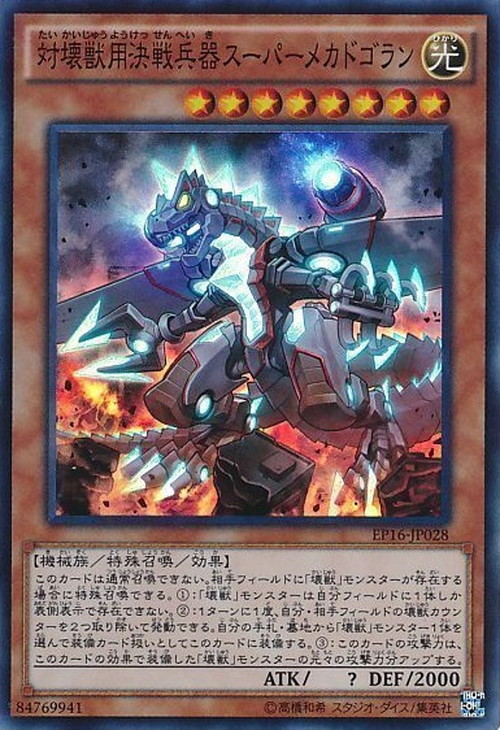 たいかいじゅうようけっせんへいき
対壊獣用決戦兵器スーパーメカドゴラン
ひかり
光
EP16-JP028
【機械族／特殊召喚／効果】
このカードは通常召喚できない。相手フィールドに「壊獣」モンスターが存在する
場合に特殊召喚できる。①：「壊獣」モンスターは自分フィールドに１体しか
表側表示で存在できない。②：１ターンに１度、自分・相手フィールドの壊獣カウン
ターを２つ取り除いて発動できる。自分の手札・墓地から「壊獣」モンスター１体を
選んで装備カード扱いとしてこのカードに装備する。③：このカードの攻撃力は、
このカードの効果で装備した「壊獣」モンスターの元々の攻撃力分アップする。
ATK/ ? DEF/2000
84769941 ©高橋和希 スタジオ・ダイス/集英社